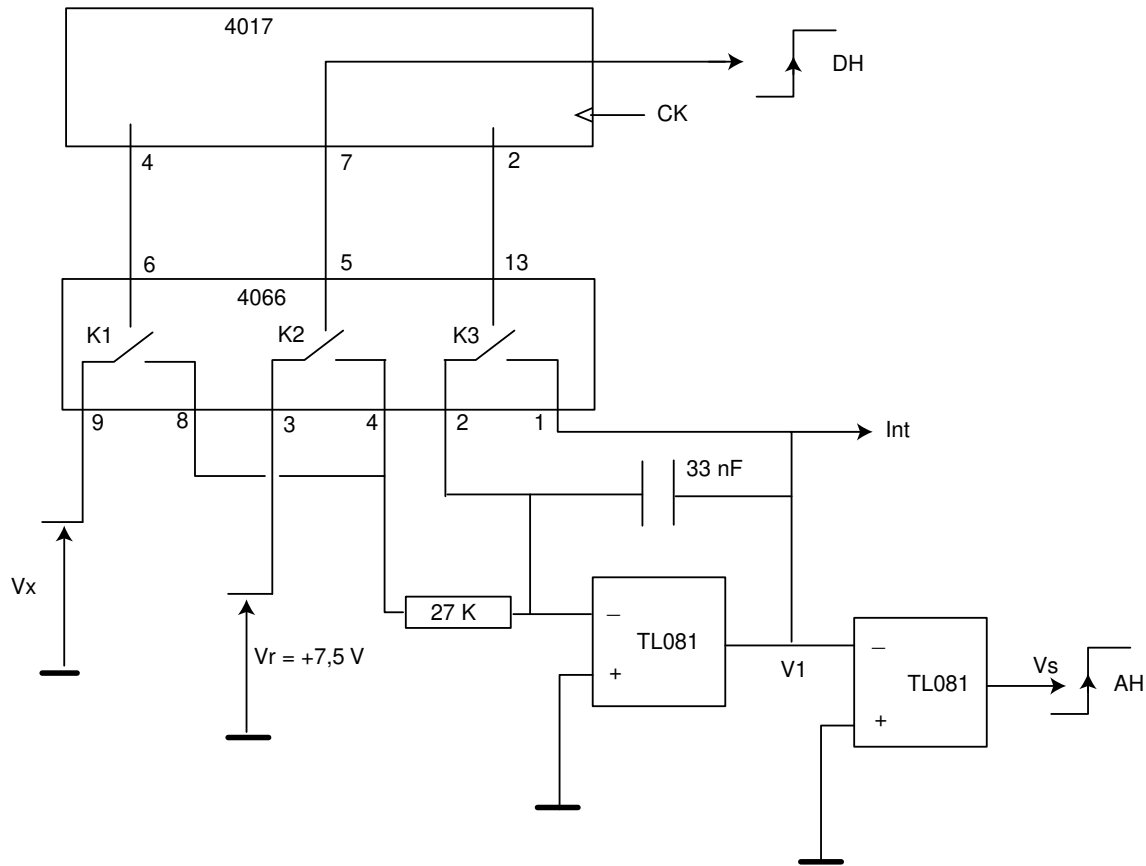 4017
DH
CK
4 7 2
6 5 13
4066
K1 K2 K3
9 8 3 4 2 1
Int
33 nF
Vx
27 K
−
TL081
+
Vr = +7,5 V
V1
−
TL081
+
Vs
AH